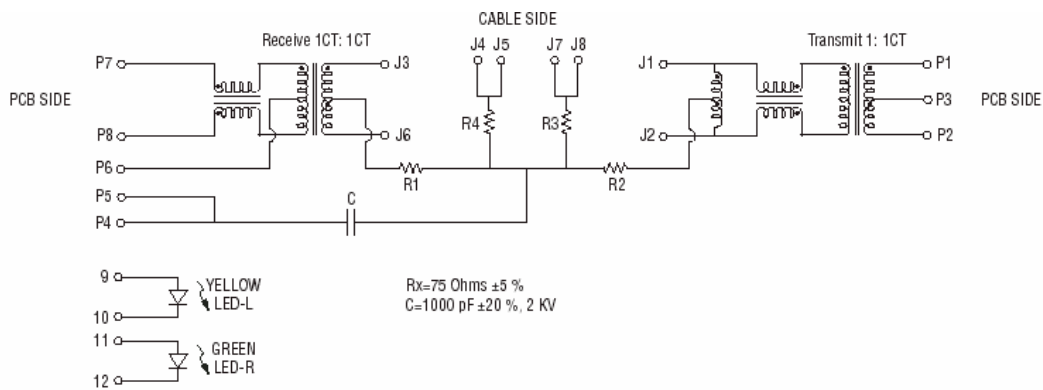 CABLE SIDE
Receive 1CT: 1CT
J4 J5 J7 J8
Transmit 1: 1CT
P7
J3
J1
P1
PCB SIDE
P3
PCB SIDE
R4
R3
P8
J6
J2
P2
P6
R1
R2
P5
C
P4
9
YELLOW
LED-L
10
Rx=75 Ohms ±5 %
C=1000 pF ±20 %, 2 KV
11
GREEN
LED-R
12